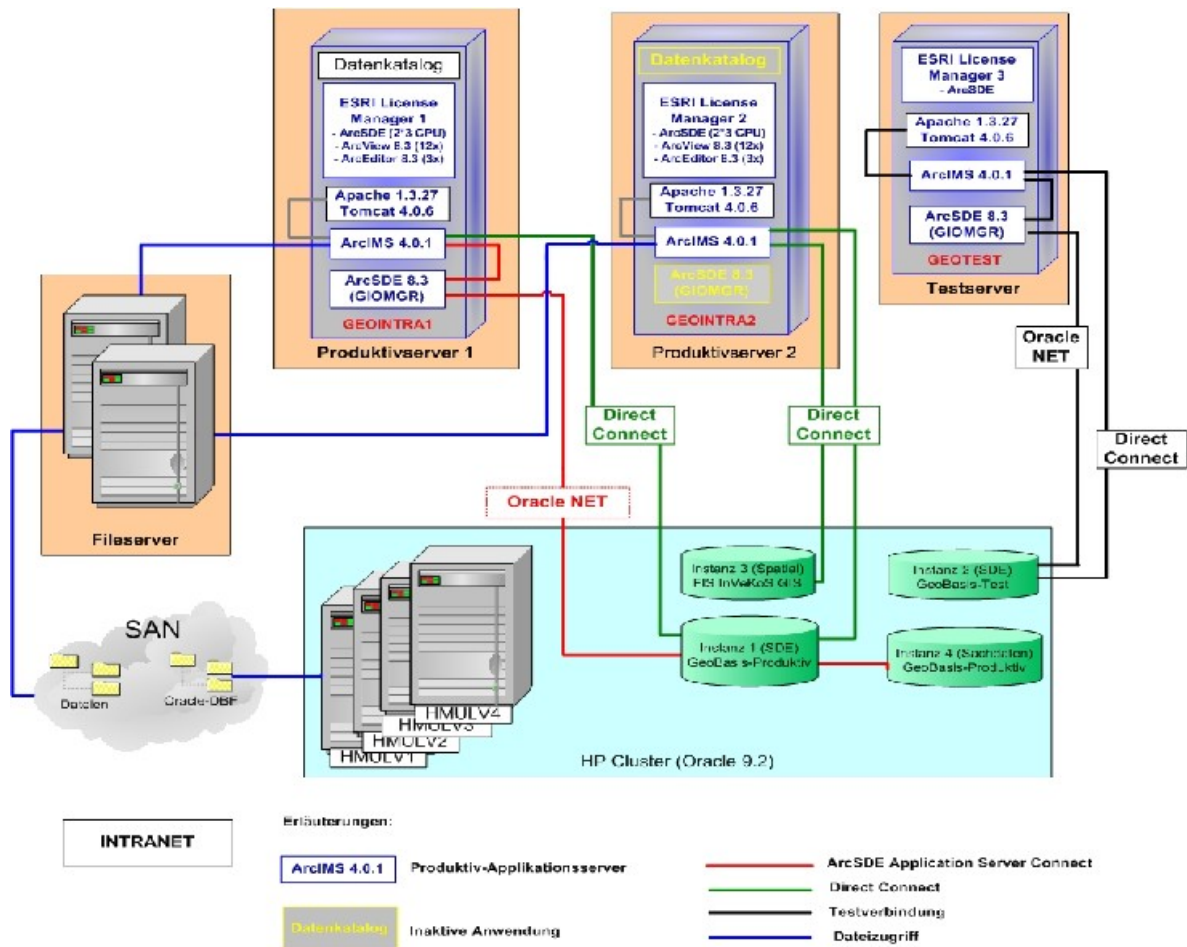 Datenkatalog
ESRI License
Manager 1
- ArcSDE (2*3 CPU)
- ArcView 8.3 (12x)
- ArcEditor 8.3 (3x)
Apache 1.3.27
Tomcat 4.0.6
ArcIMS 4.0.1
ArcSDE 8.3
(GIOMGR)
GEOINTRA1
Produktivserver 1
Datenkatalog
ESRI License
Manager 2
- ArcSDE (2*3 CPU)
- ArcView 8.3 (12x)
- ArcEditor 8.3 (3x)
Apache 1.3.27
Tomcat 4.0.6
ArcIMS 4.0.1
ArcSDE 8.3
(GIOMGR)
GEOINTRA2
Produktivserver 2
ESRI License
Manager 3
- ArcSDE
Apache 1.3.27
Tomcat 4.0.6
ArcIMS 4.0.1
ArcSDE 8.3
(GIOMGR)
GEOTEST
Testserver
Oracle
NET
Direct
Connect
Direct
Connect
Direct
Connect
Oracle NET
Fileserver
SAN
Dateien
Oracle-DBF
HMULV4
HMULV3
HMULV2
HMULV1
Instanz 3 (Spatial)
FIS InVeKoS GIS
Instanz 2 (SDE)
GeoBasis-Test
Instanz 1 (SDE)
GeoBasis-Produktiv
Instanz 4 (Sachdaten)
GeoBasis-Produktiv
HP Cluster (Oracle 9.2)
INTRANET
Erläuterungen:
ArcIMS 4.0.1
Produktiv-Applikationsserver
Datenkatalog
Inaktive Anwendung
ArcSDE Application Server Connect
Direct Connect
Testverbindung
Dateizugriff